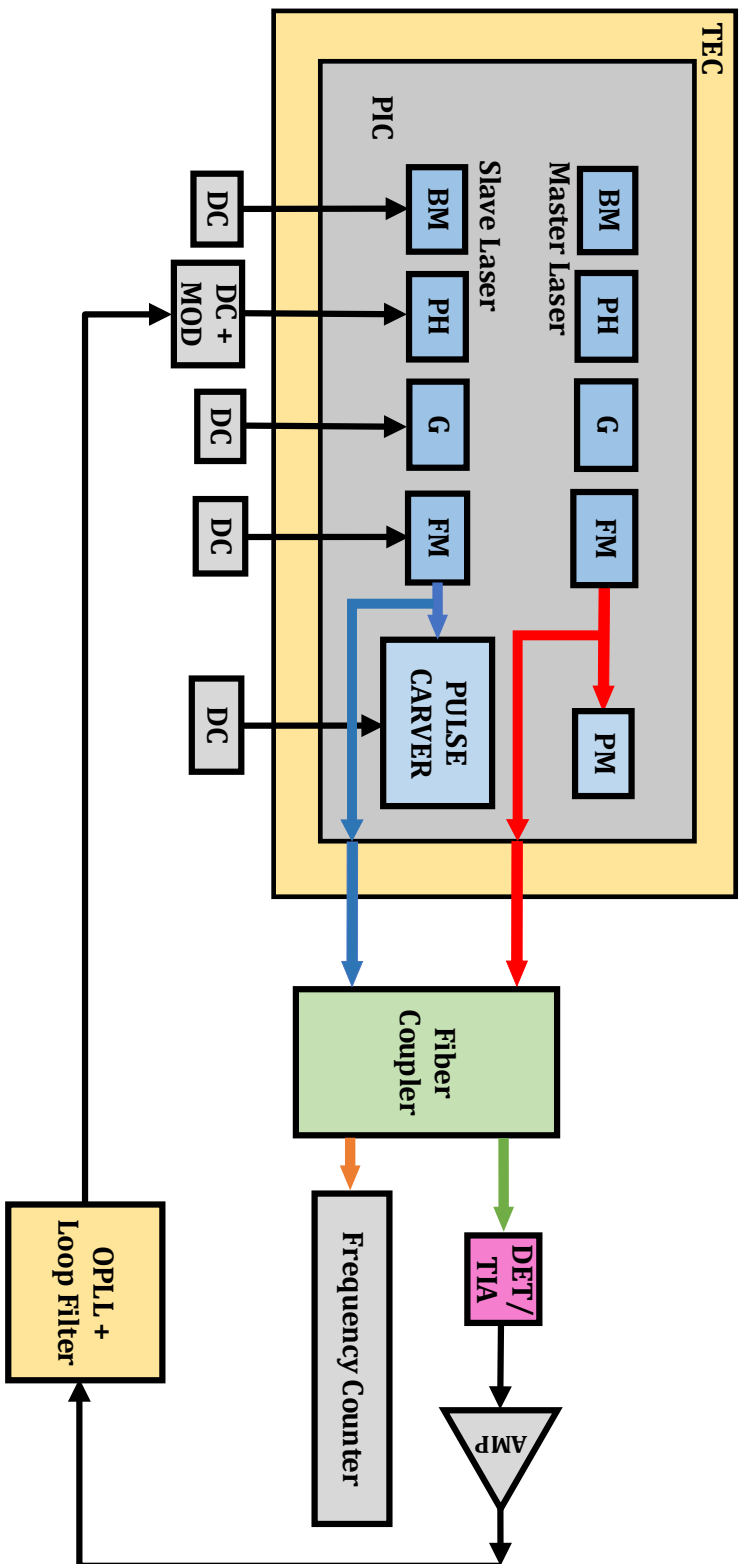 TEC
PIC
Master Laser
BM
PH
G
FM
PM
Slave Laser
BM
PH
G
FM
PULSE
CARVER
DC
DC +
MOD
DC
DC
DC
Fiber
Coupler
DET/
TIA
AMP
Frequency Counter
OPLL +
Loop Filter